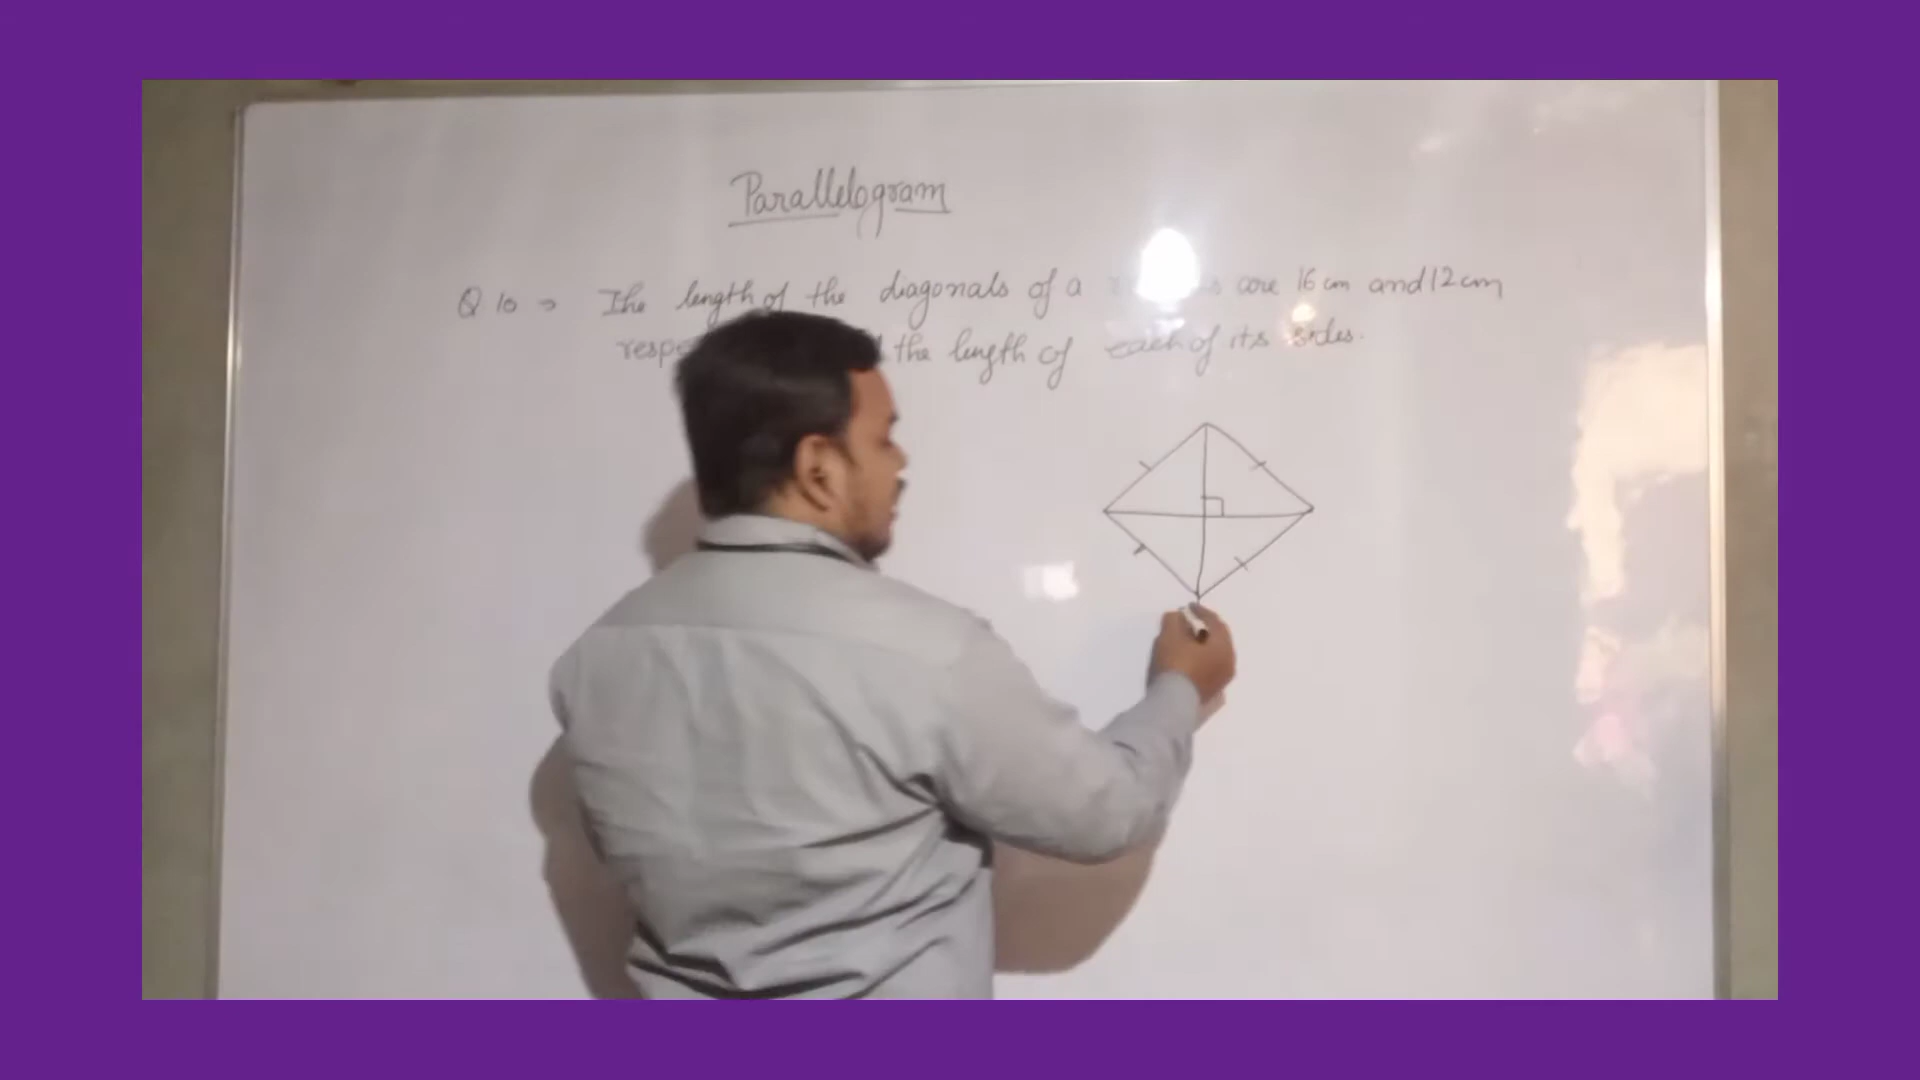 Parallelogram
Q 10 → The length of the diagonals of a are 16 cm and 12 cm
the length of each of its sides.